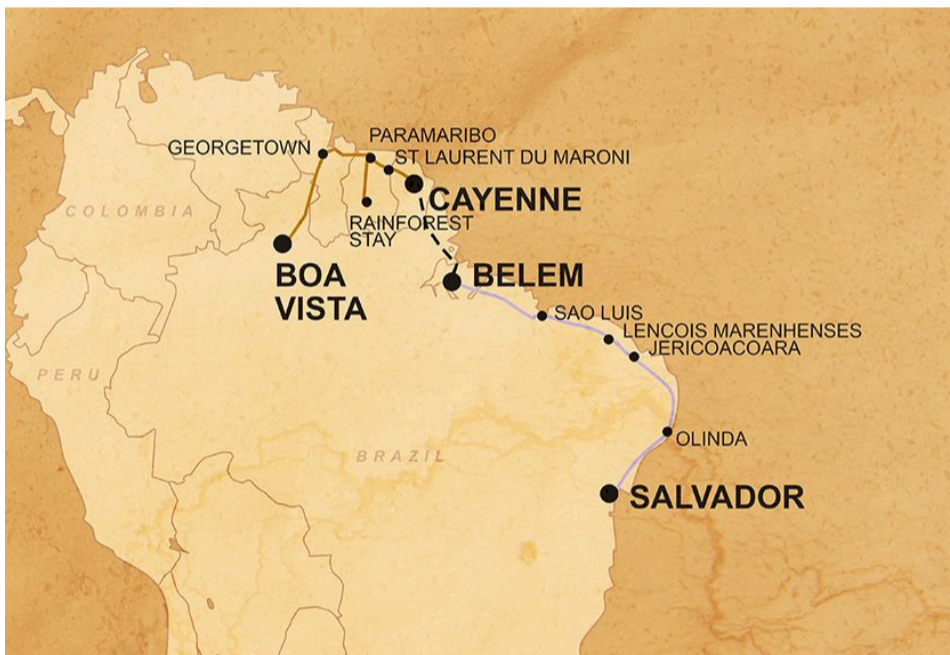 PARAMARIBO
GEORGETOWN
ST LAURENT DU MARONI
CAYENNE
COLOMBIA
RAINFOREST
STAY
BOA
VISTA
BELEM
SAO LUIS
LENCOIS MARENHENSES
JERICOACOARA
PERU
OLINDA
BRAZIL
SALVADOR